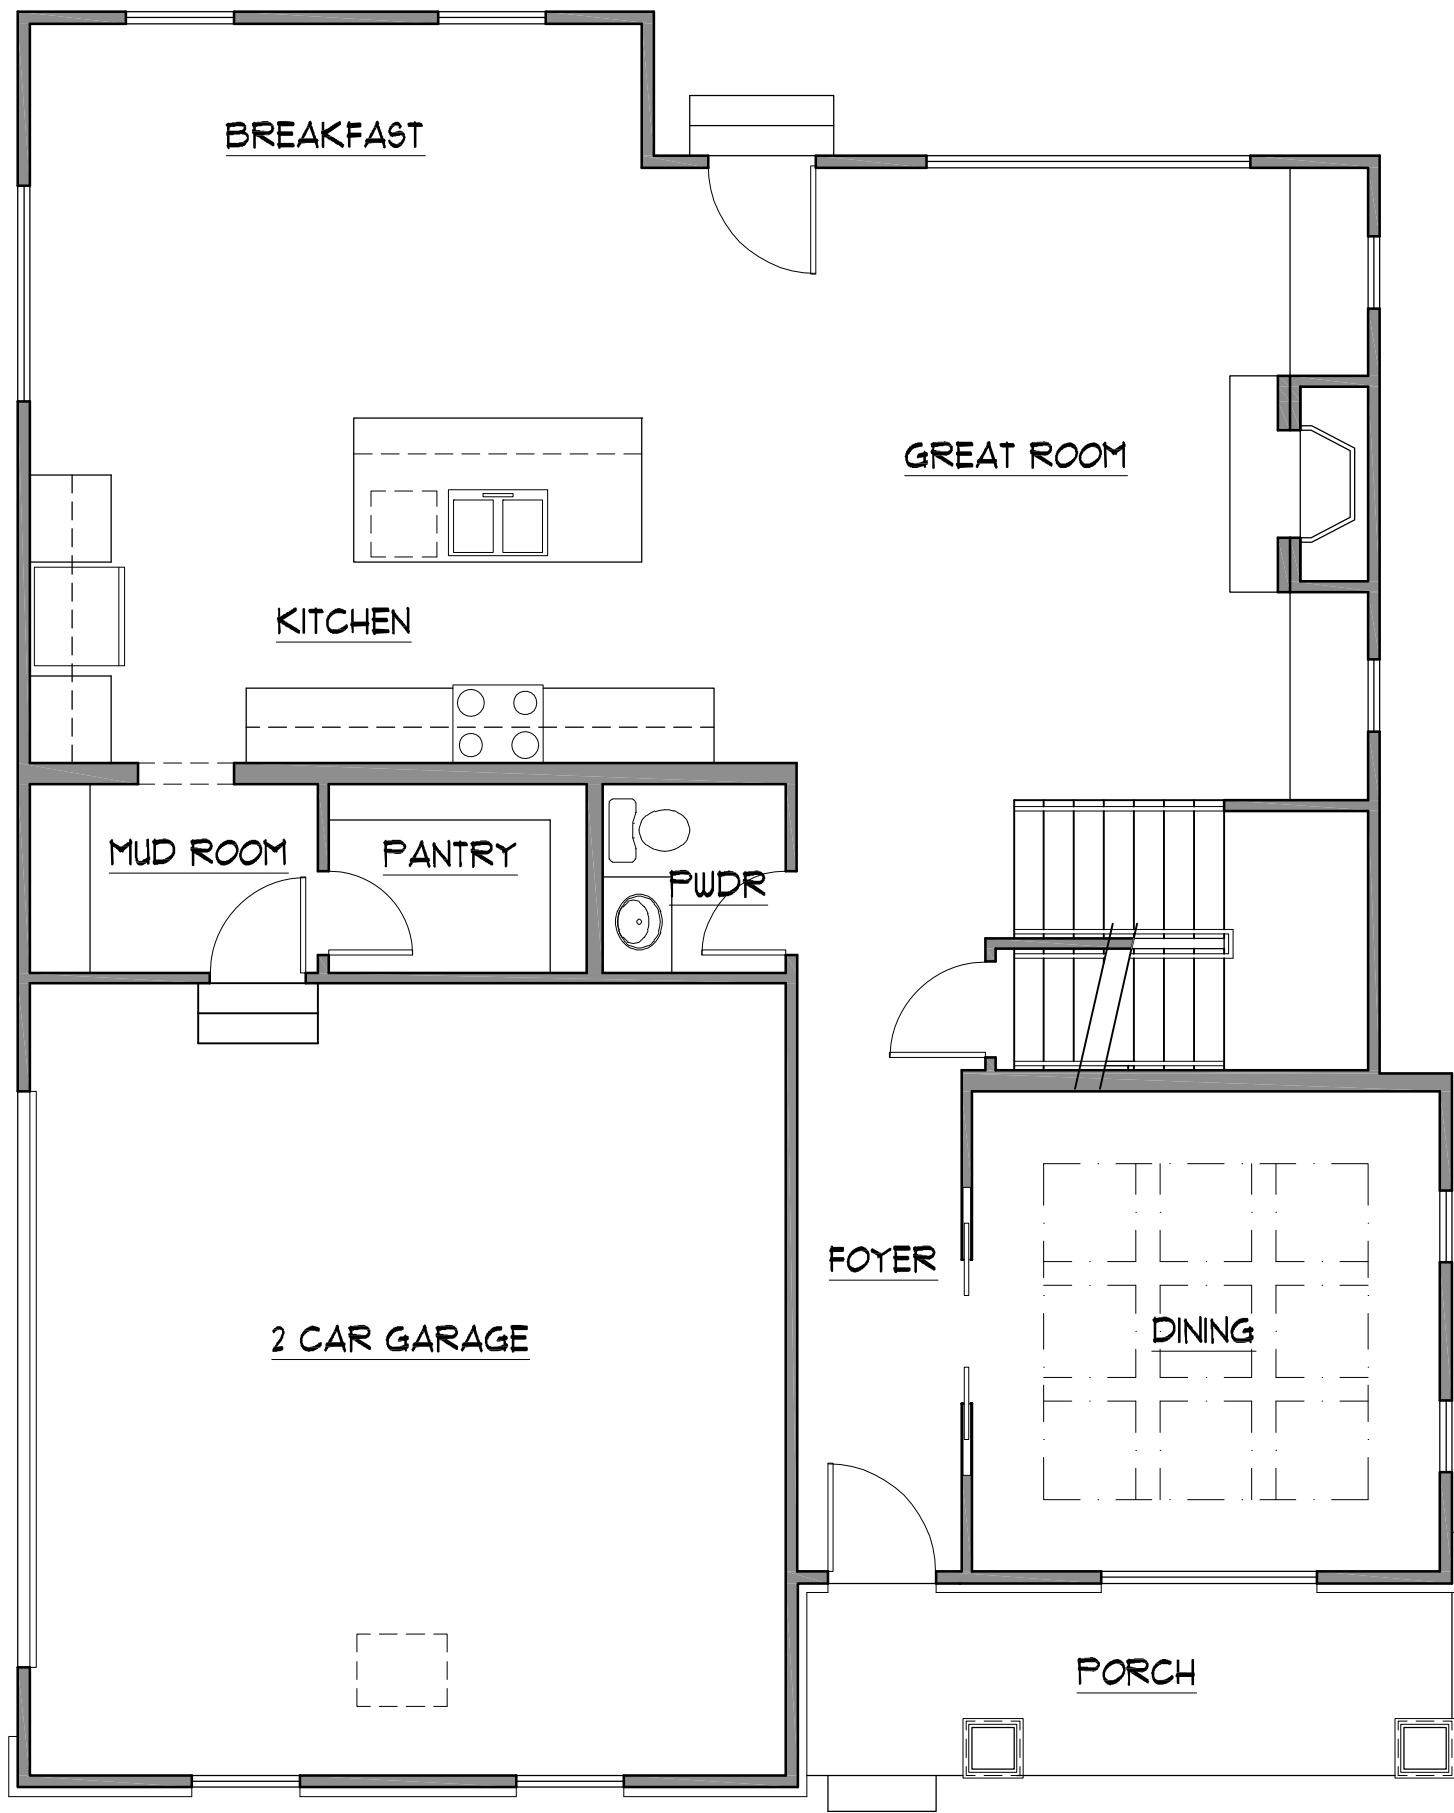 BREAKFAST
GREAT ROOM
KITCHEN
MUD ROOM
PANTRY
PWDR
FOYER
2 CAR GARAGE
DINING
PORCH